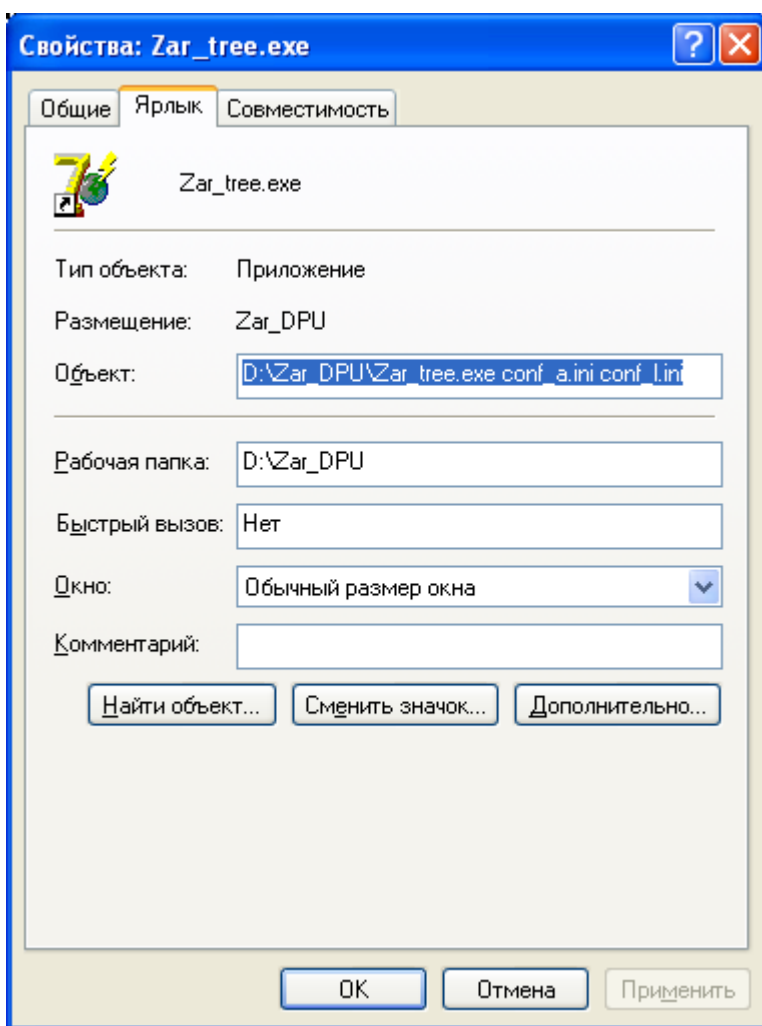 Свойства: Zar_tree.exe
Общие Ярлык Совместимость
Zar_tree.exe
Тип объекта: Приложение
Размещение: Zar_DPU
Объект: D:\Zar_DPU\Zar_tree.exe conf_a.ini conf_l.ini
Рабочая папка: D:\Zar_DPU
Быстрый вызов: Нет
Окно: Обычный размер окна
Комментарий:
Найти объект... Сменить значок... Дополнительно...
OK Отмена Применить